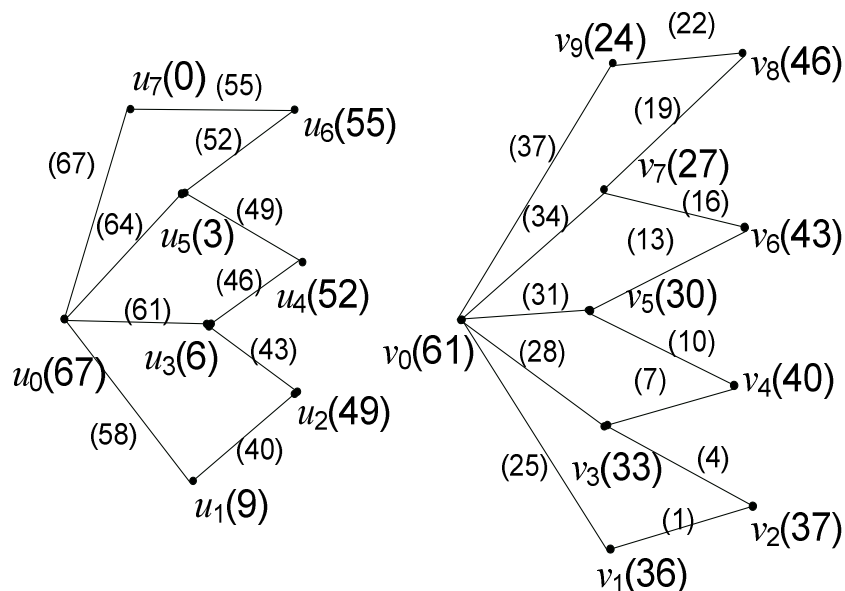 u7(0)
(55)
u6(55)
(52)
(67)
(64)
(49)
u5(3)
(46)
u4(52)
(61)
u3(6)
(43)
u0(67)
u2(49)
(58)
(40)
u1(9)
v9(24)
(22)
v8(46)
(19)
(37)
v7(27)
(16)
(34)
(13)
v6(43)
(31)
v5(30)
v0(61)
(28)
(10)
(7)
v4(40)
(25)
v3(33)
(4)
(1)
v2(37)
v1(36)